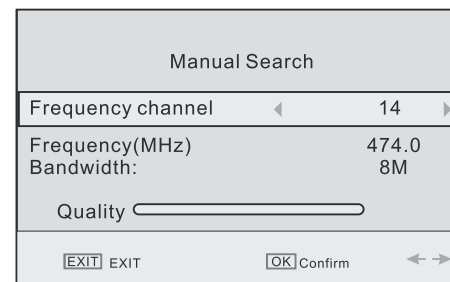 Manual Search
Frequency channel 14
Frequency(MHz) 474.0
Bandwidth: 8M
Quality
EXIT EXIT OK Confirm